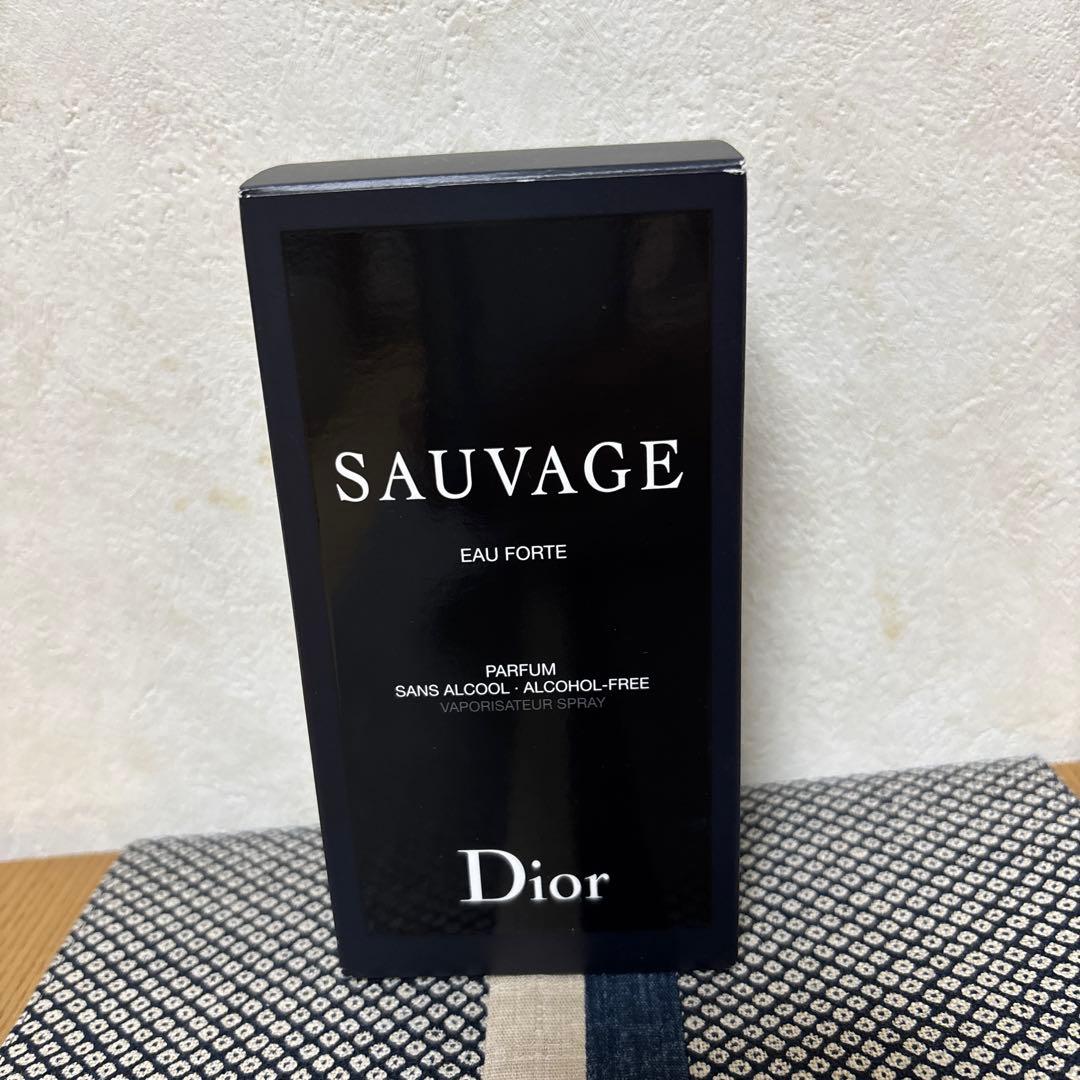 SAUVAGE
EAU FORTE
PARFUM
SANS ALCOOL · ALCOHOL-FREE
VAPORISATEUR SPRAY
Dior